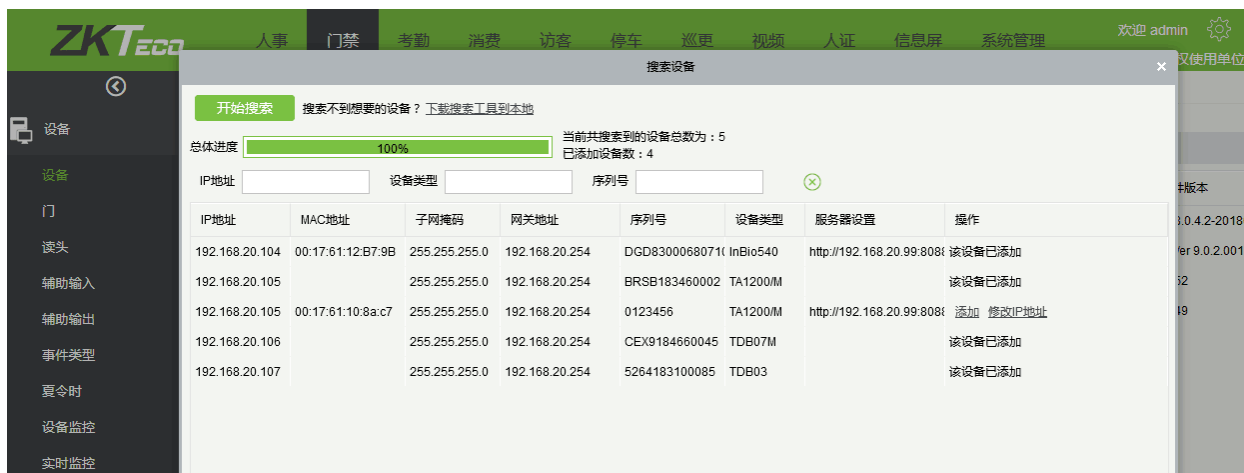 ZKTeco 人事 门禁 考勤 消费 访客 停车 巡更 视频 人证 信息屏 系统管理 欢迎 admin
搜索设备 × 权使用单位
开始搜索 搜索不到想要的设备？下载搜索工具到本地
设备
总体进度 100% 当前共搜索到的设备总数为：5
已添加设备数：4
设备 IP地址 设备类型 序列号
件版本
门 IP地址 MAC地址 子网掩码 网关地址 序列号 设备类型 服务器设置 操作
.0.4.2-2018
读头 192.168.20.104 00:17:61:12:B7:9B 255.255.255.0 192.168.20.254 DGD83000680710 InBio540 http://192.168.20.99:8088 该设备已添加 er 9.0.2.001
辅助输入 192.168.20.105 255.255.255.0 192.168.20.254 BRSB183460002 TA1200/M 该设备已添加 52
辅助输出 192.168.20.105 00:17:61:10:8a:c7 255.255.255.0 192.168.20.254 0123456 TA1200/M http://192.168.20.99:8088 添加 修改IP地址 49
192.168.20.106 255.255.255.0 192.168.20.254 CEX9184660045 TDB07M 该设备已添加
事件类型
192.168.20.107 255.255.255.0 192.168.20.254 5264183100085 TDB03 该设备已添加
夏令时
设备监控
实时监控